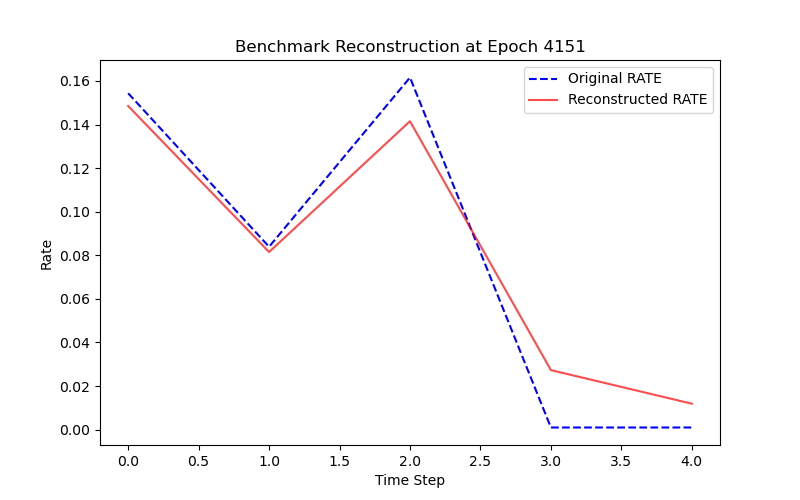 Benchmark Reconstruction at Epoch 4151
Original RATE
Reconstructed RATE
Rate
0.16
0.14
0.12
0.10
0.08
0.06
0.04
0.02
0.00
0.0 0.5 1.0 1.5 2.0 2.5 3.0 3.5 4.0
Time Step